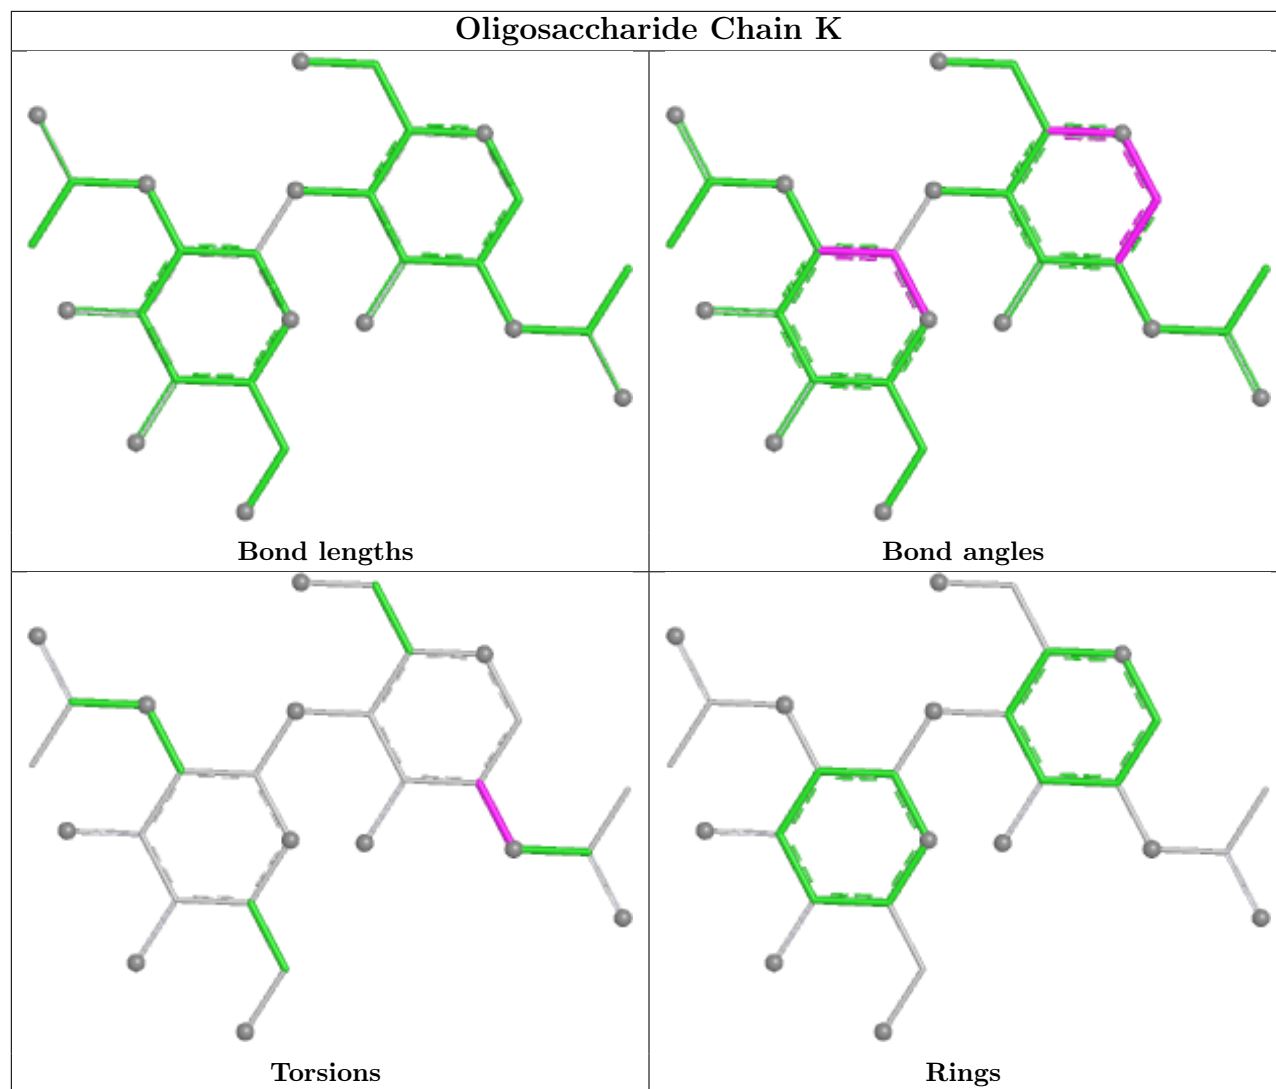 Oligosaccharide Chain K
Bond lengths
Bond angles
Torsions
Rings